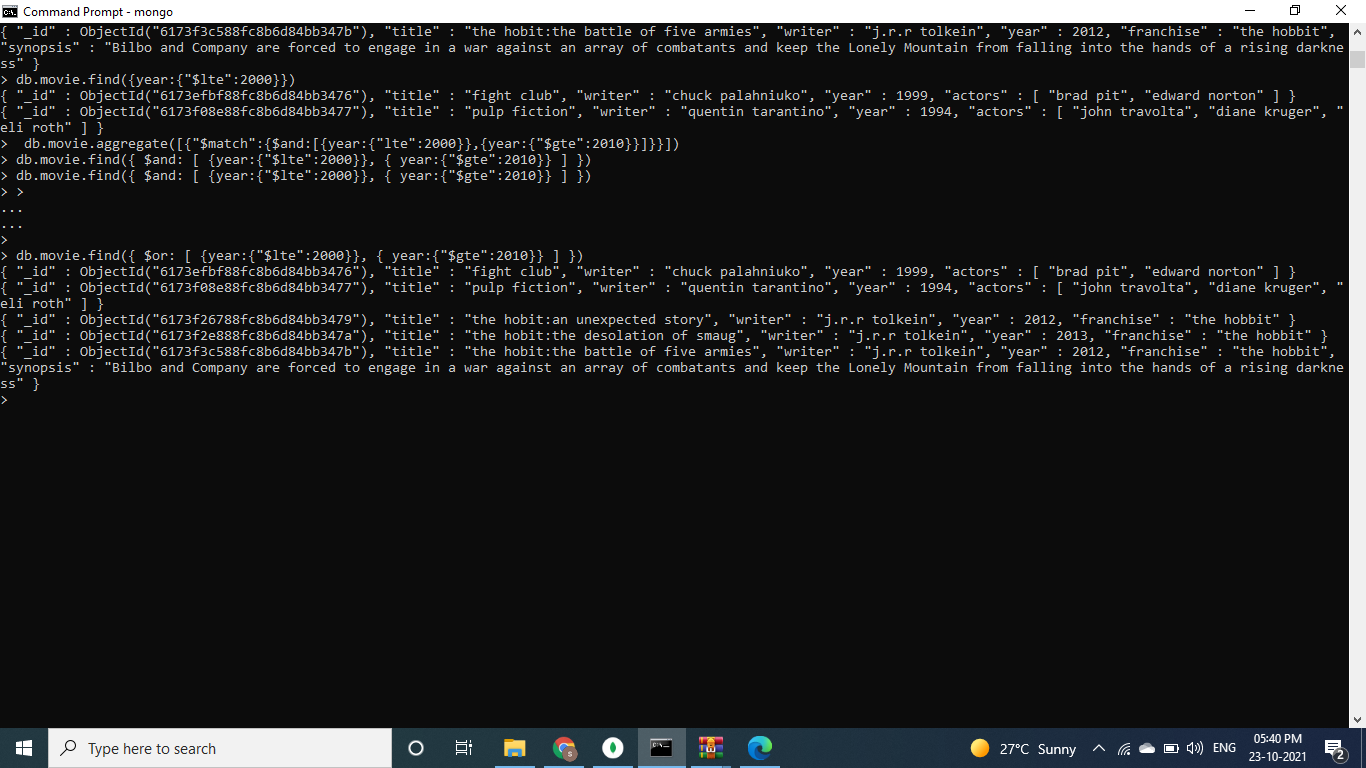 Command Prompt - mongo
{ "_id" : ObjectId("6173f3c588fc8b6d84bb347b"), "title" : "the hobit:the battle of five armies", "writer" : "j.r.r tolkein", "year" : 2012, "franchise" : "the hobbit",
"synopsis" : "Bilbo and Company are forced to engage in a war against an array of combatants and keep the Lonely Mountain from falling into the hands of a rising darkne
ss" }
> db.movie.find({year:{"$lte":2000}})
{ "_id" : ObjectId("6173efbf88fc8b6d84bb3476"), "title" : "fight club", "writer" : "chuck palahniuko", "year" : 1999, "actors" : [ "brad pit", "edward norton" ] }
{ "_id" : ObjectId("6173f08e88fc8b6d84bb3477"), "title" : "pulp fiction", "writer" : "quentin tarantino", "year" : 1994, "actors" : [ "john travolta", "diane kruger", "
eli roth" ] }
>  db.movie.aggregate([{"$match":{$and:[{year:{"lte":2000}},{year:{"$gte":2010}}]}}])
> db.movie.find({ $and: [ {year:{"$lte":2000}}, { year:{"$gte":2010}} ] })
> db.movie.find({ $and: [ {year:{"$lte":2000}}, { year:{"$gte":2010}} ] })
> >
...
...
>
> db.movie.find({ $or: [ {year:{"$lte":2000}}, { year:{"$gte":2010}} ] })
{ "_id" : ObjectId("6173efbf88fc8b6d84bb3476"), "title" : "fight club", "writer" : "chuck palahniuko", "year" : 1999, "actors" : [ "brad pit", "edward norton" ] }
{ "_id" : ObjectId("6173f08e88fc8b6d84bb3477"), "title" : "pulp fiction", "writer" : "quentin tarantino", "year" : 1994, "actors" : [ "john travolta", "diane kruger", "
eli roth" ] }
{ "_id" : ObjectId("6173f26788fc8b6d84bb3479"), "title" : "the hobit:an unexpected story", "writer" : "j.r.r tolkein", "year" : 2012, "franchise" : "the hobbit" }
{ "_id" : ObjectId("6173f2e888fc8b6d84bb347a"), "title" : "the hobit:the desolation of smaug", "writer" : "j.r.r tolkein", "year" : 2013, "franchise" : "the hobbit" }
{ "_id" : ObjectId("6173f3c588fc8b6d84bb347b"), "title" : "the hobit:the battle of five armies", "writer" : "j.r.r tolkein", "year" : 2012, "franchise" : "the hobbit",
"synopsis" : "Bilbo and Company are forced to engage in a war against an array of combatants and keep the Lonely Mountain from falling into the hands of a rising darkne
ss" }
>
Type here to search
27°C Sunny
ENG
05:40 PM
23-10-2021
2